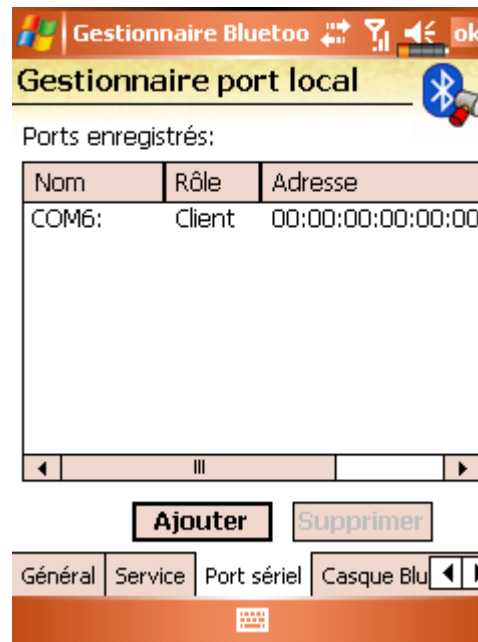 Gestionnaire Bluetoo ok
Gestionnaire port local
Ports enregistrés:
Nom Rôle Adresse
COM6: Client 00:00:00:00:00:00
Ajouter Supprimer
Général Service Port sériel Casque Blu